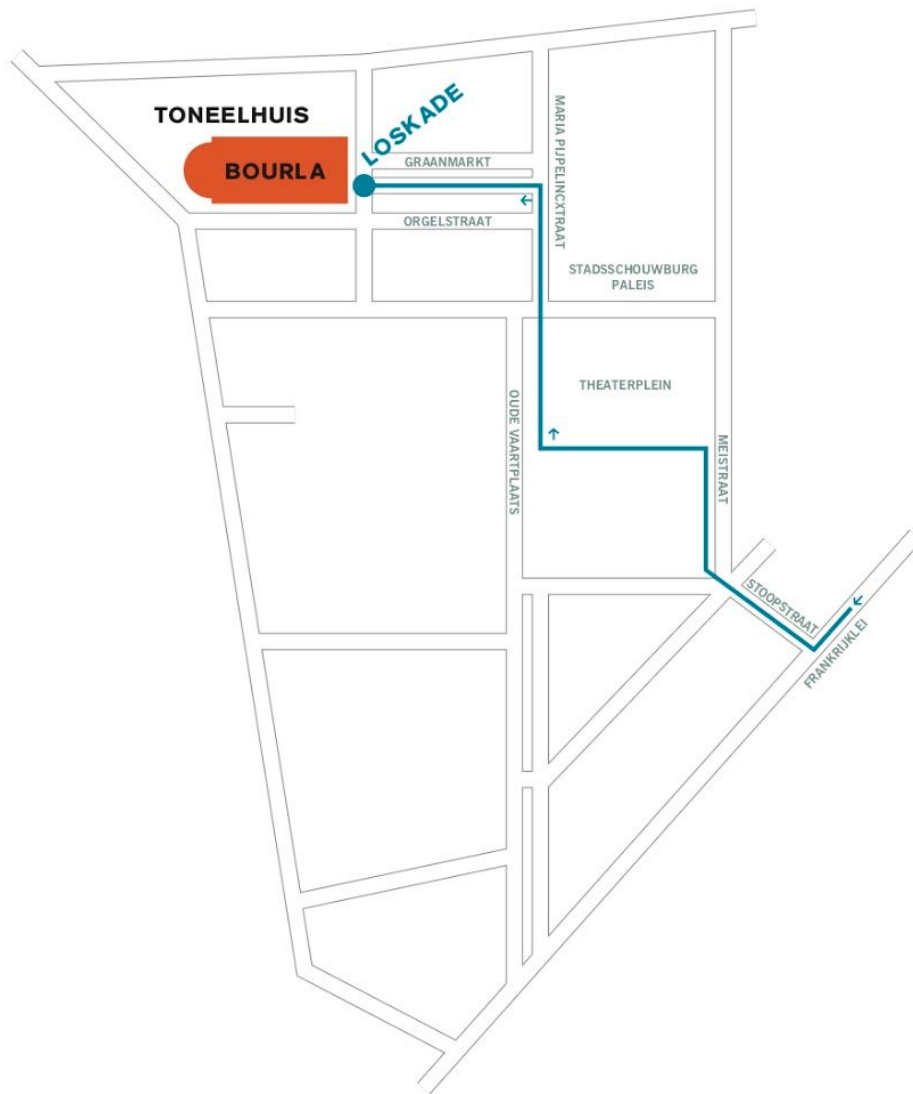 TONEELHUIS
BOURLA
LOSKADE
GRAANMARKT
ORGELSTRAAT
MARIA PIJPELINCXTRAAT
STADSSCHOUWBURG
PALEIS
THEATERPLEIN
OUDE VAARTPLAATS
MEISTRAAT
STOOPSTRAAT
FRANKRIJKLEI